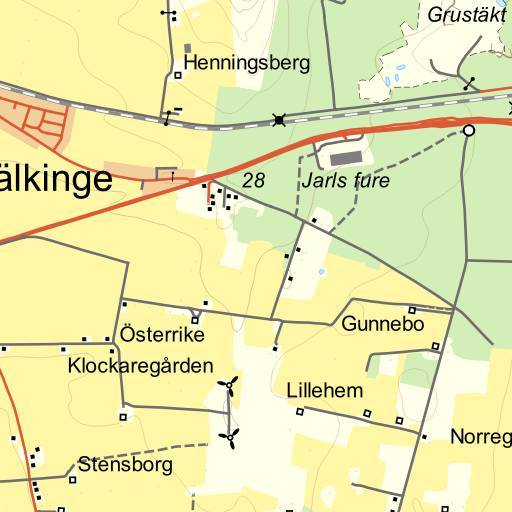 Grustäkt
Henningsberg
älkinge
28
Jarls fure
Österrike
Gunnebo
Klockaregården
Lillehem
Norreg
Stensborg